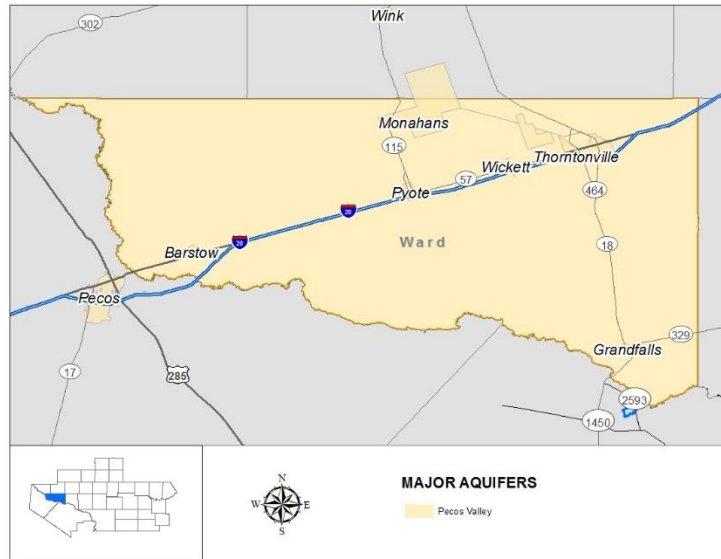 Wink
302
Monahans
115
Thorntonville
Wickett
57
Pyote
464
20
20
Ward
18
Barstow
Pecos
Grandfalls
329
17
285
2593
1450
N
W E
S
MAJOR AQUIFERS
Pecos Valley